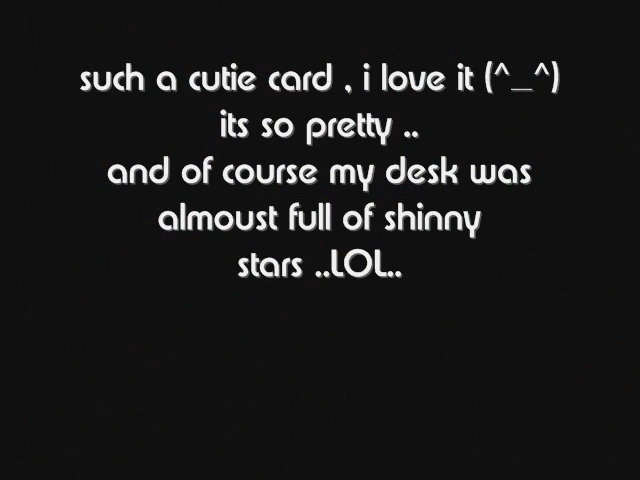 such a cutie card , i love it (^_^)
its so pretty ..
and of course my desk was
almoust full of shinny
stars ..LOL..